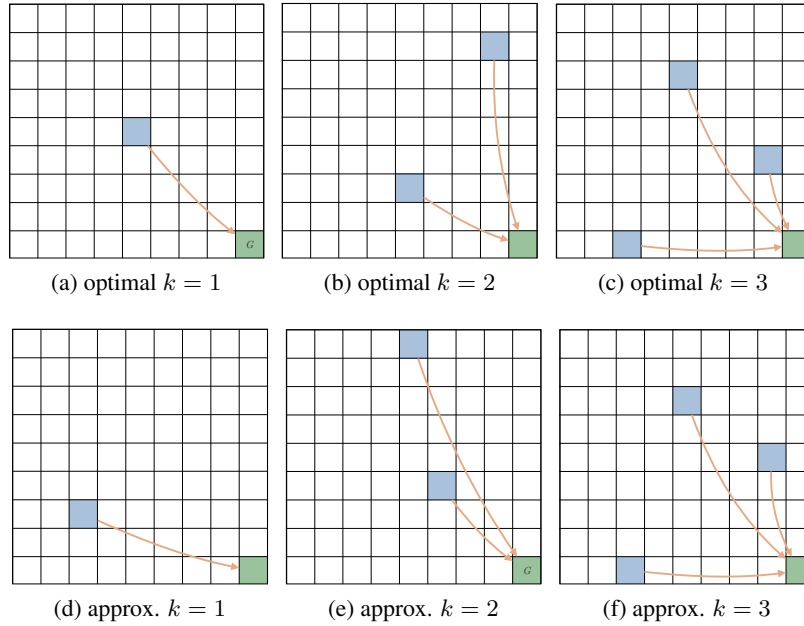 G
(a) optimal k = 1
(b) optimal k = 2
(c) optimal k = 3
G
(d) approx. k = 1
(e) approx. k = 2
(f) approx. k = 3